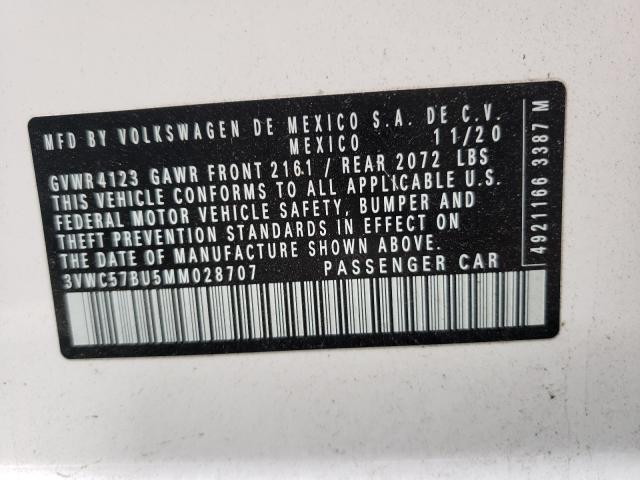 MFD BY VOLKSWAGEN DE MEXICO S.A. DE C.V.
MEXICO 11/20
GVWR 4123 GAWR FRONT 2161 / REAR 2072 LBS
THIS VEHICLE CONFORMS TO ALL APPLICABLE U.S.
FEDERAL MOTOR VEHICLE SAFETY, BUMPER AND
THEFT PREVENTION STANDARDS IN EFFECT ON
THE DATE OF MANUFACTURE SHOWN ABOVE.
3VWC57BU5MM028707 PASSENGER CAR
4921166 3387 M